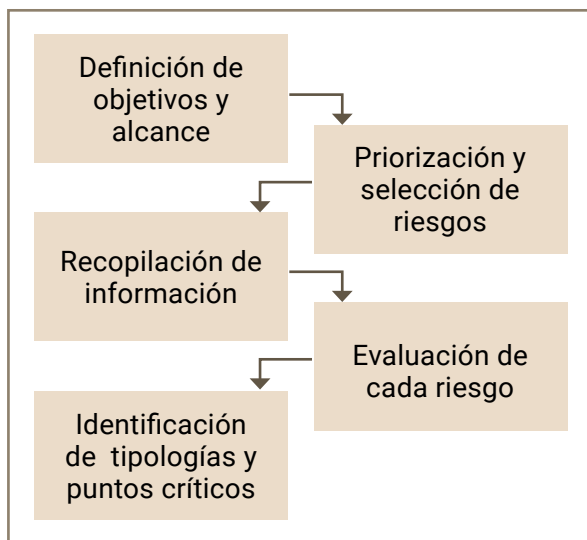 Definición de
objetivos y
alcance
Priorización y
selección de
riesgos
Recopilación de
información
Evaluación de
cada riesgo
Identificación
de tipologías y
puntos críticos